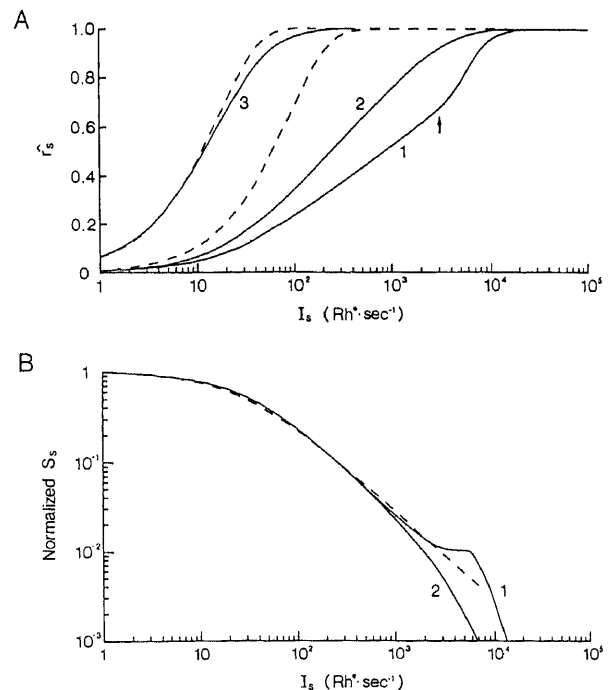 A
1.0
0.8
0.6
0.4
0.2
0
r̂s
3
2
1
1 10 10² 10³ 10⁴ 10⁵
Is (Rh*·sec⁻¹)
B
1
10⁻¹
10⁻²
10⁻³
Normalized Ss
1
2
1 10 10² 10³ 10⁴ 10⁵
Is (Rh*·sec⁻¹)